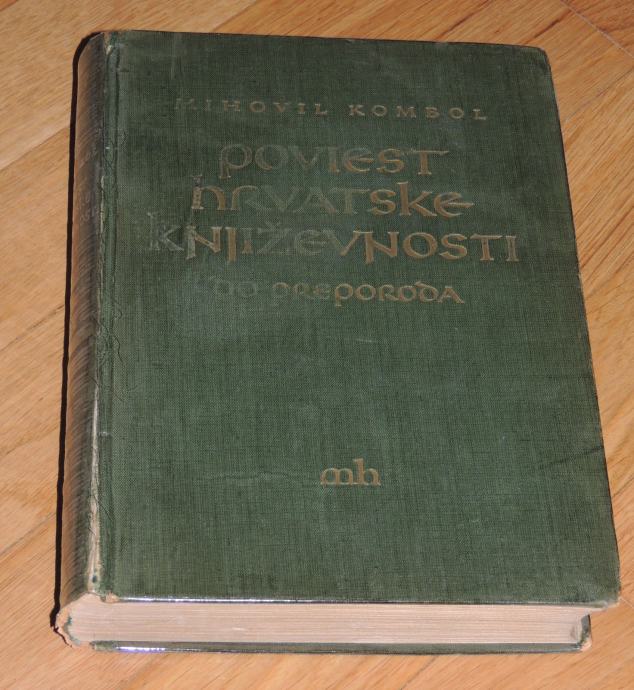 MIHOVIL KOMBOL
POVIEST
HRVATSKE
KNJIŽEVNOSTI
DO PREPORODA
mh